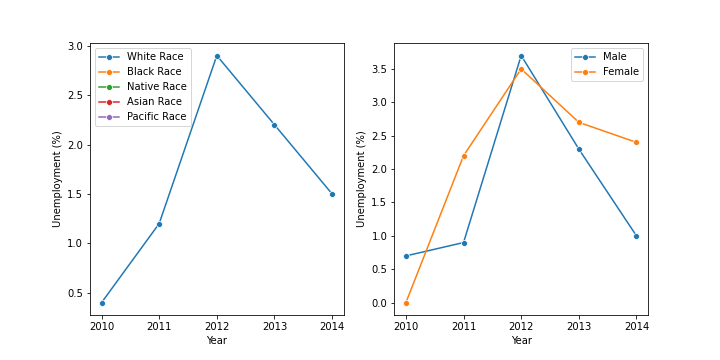 3.0
2.5
2.0
1.5
1.0
0.5
Unemployment (%)
White Race
Black Race
Native Race
Asian Race
Pacific Race
2010 2011 2012 2013 2014
Year
3.5
3.0
2.5
2.0
1.5
1.0
0.5
0.0
Unemployment (%)
Male
Female
2010 2011 2012 2013 2014
Year